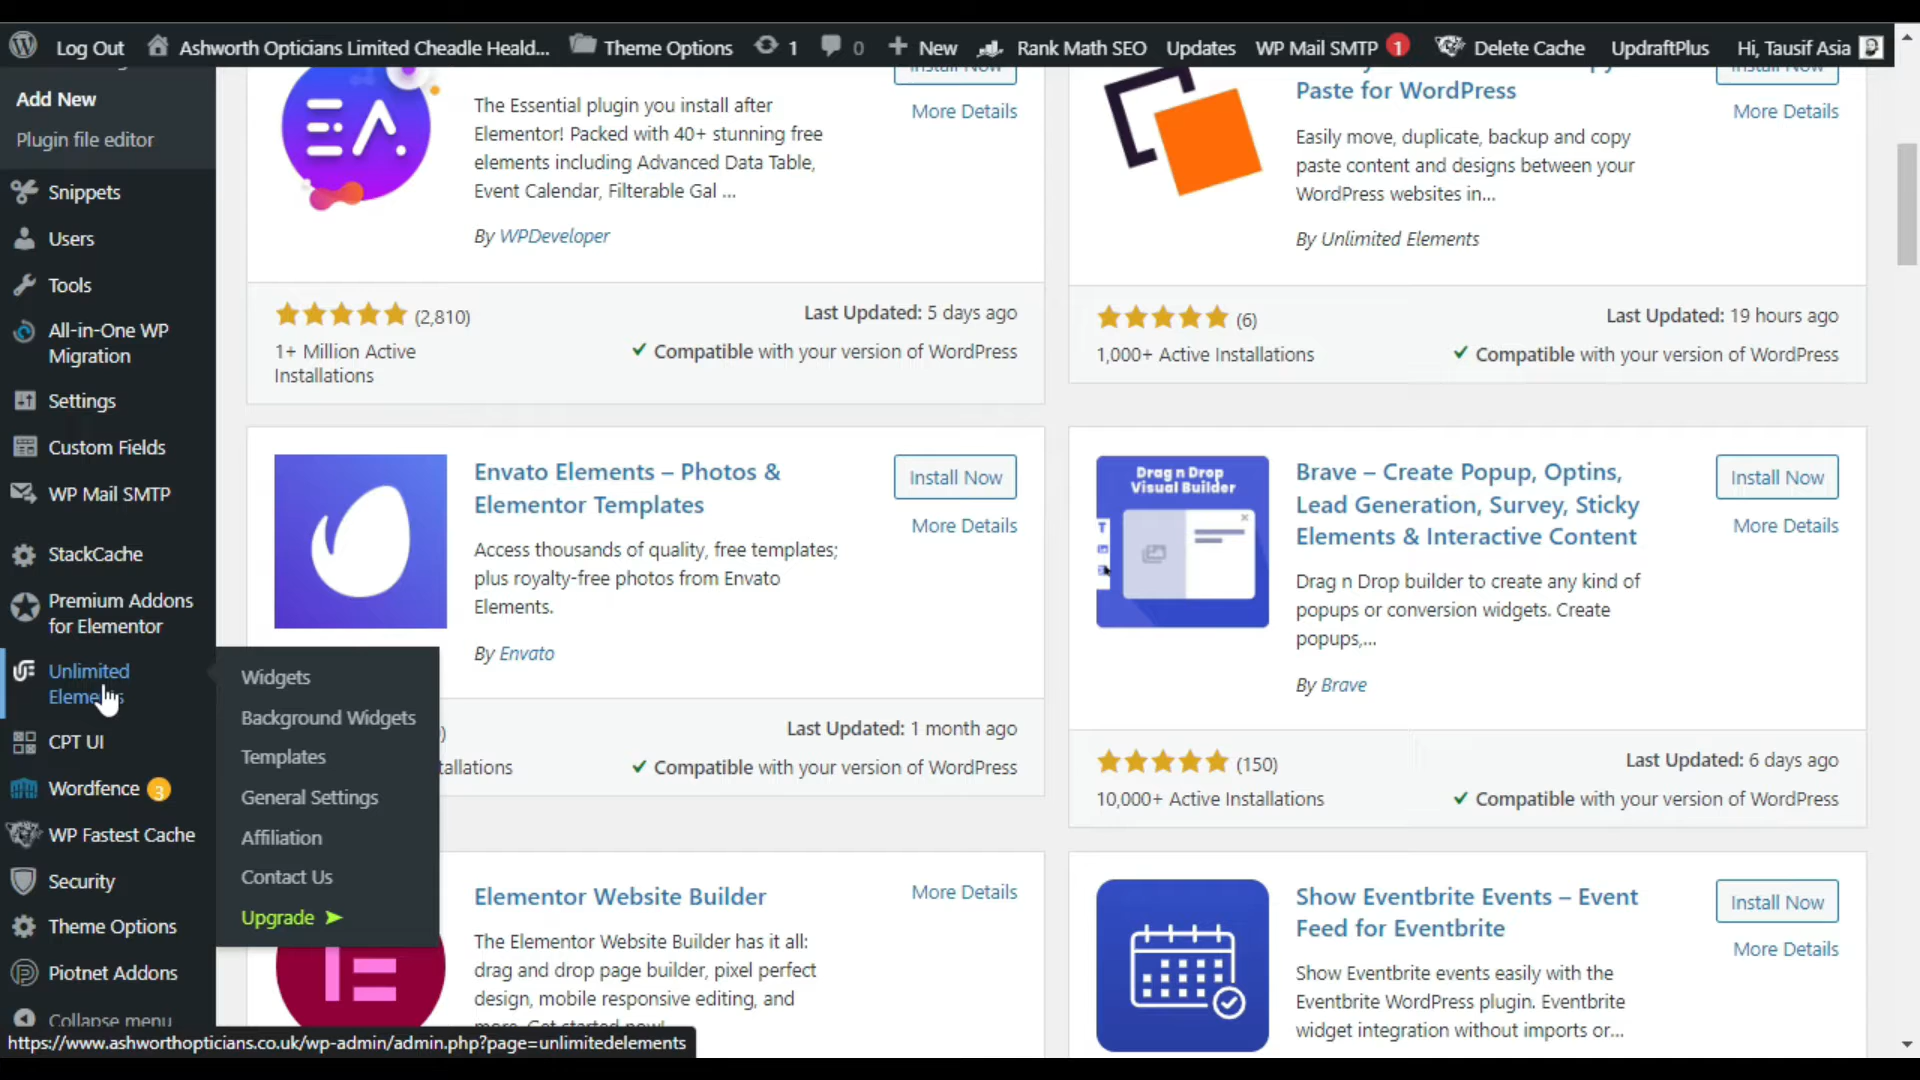 Log Out
Ashworth Opticians Limited Cheadle Heald...
Theme Options
1
0
New
Rank Math SEO
Updates
WP Mail SMTP 1
Delete Cache
UpdraftPlus
Hi, Tausif Asia
Add New
Plugin file editor
Snippets
Users
Tools
All-in-One WP
Migration
Settings
Custom Fields
WP Mail SMTP
StackCache
Premium Addons
for Elementor
Unlimited
Elements
CPT UI
Wordfence 3
WP Fastest Cache
Security
Theme Options
Piotnet Addons
Collapse menu
Widgets
Background Widgets
Templates
General Settings
Affiliation
Contact Us
Upgrade ➤
The Essential plugin you install after
Elementor! Packed with 40+ stunning free
elements including Advanced Data Table,
Event Calendar, Filterable Gal ...
By WPDeveloper
Install Now
More Details
(2,810)
1+ Million Active
Installations
Last Updated: 5 days ago
Compatible with your version of WordPress
Paste for WordPress
Easily move, duplicate, backup and copy
paste content and designs between your
WordPress websites in...
By Unlimited Elements
Install Now
More Details
(6)
1,000+ Active Installations
Last Updated: 19 hours ago
Compatible with your version of WordPress
Envato Elements – Photos &
Elementor Templates
Access thousands of quality, free templates;
plus royalty-free photos from Envato
Elements.
By Envato
Install Now
More Details
)
tallations
Last Updated: 1 month ago
Compatible with your version of WordPress
Drag n Drop
Visual Builder
Brave – Create Popup, Optins,
Lead Generation, Survey, Sticky
Elements & Interactive Content
Drag n Drop builder to create any kind of
popups or conversion widgets. Create
popups,...
By Brave
Install Now
More Details
(150)
10,000+ Active Installations
Last Updated: 6 days ago
Compatible with your version of WordPress
Elementor Website Builder
The Elementor Website Builder has it all:
drag and drop page builder, pixel perfect
design, mobile responsive editing, and
more. Get started now!
More Details
Show Eventbrite Events – Event
Feed for Eventbrite
Show Eventbrite events easily with the
Eventbrite WordPress plugin. Eventbrite
widget integration without imports or...
Install Now
More Details
https://www.ashworthopticians.co.uk/wp-admin/admin.php?page=unlimitedelements